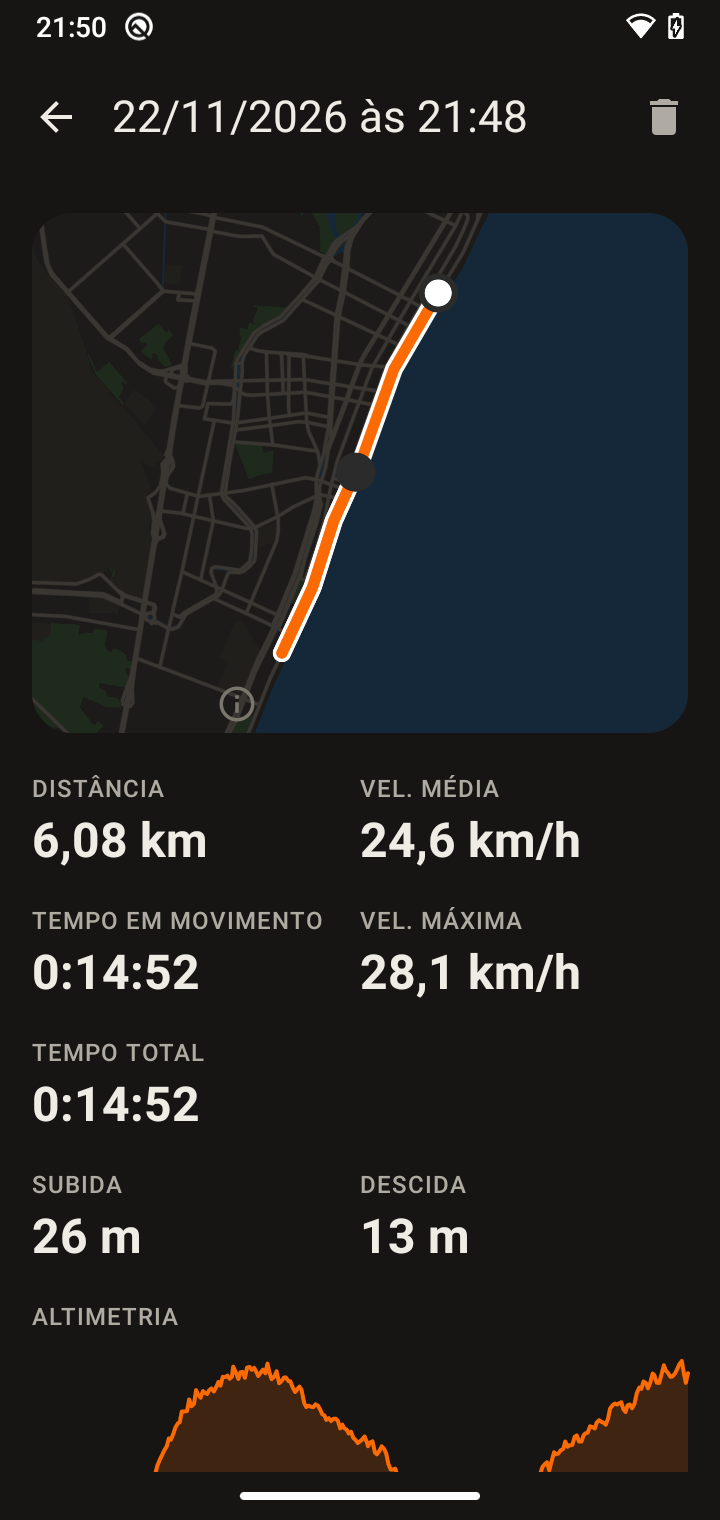 21:50
22/11/2026 às 21:48
DISTÂNCIA
6,08 km
VEL. MÉDIA
24,6 km/h
TEMPO EM MOVIMENTO
0:14:52
VEL. MÁXIMA
28,1 km/h
TEMPO TOTAL
0:14:52
SUBIDA
26 m
DESCIDA
13 m
ALTIMETRIA